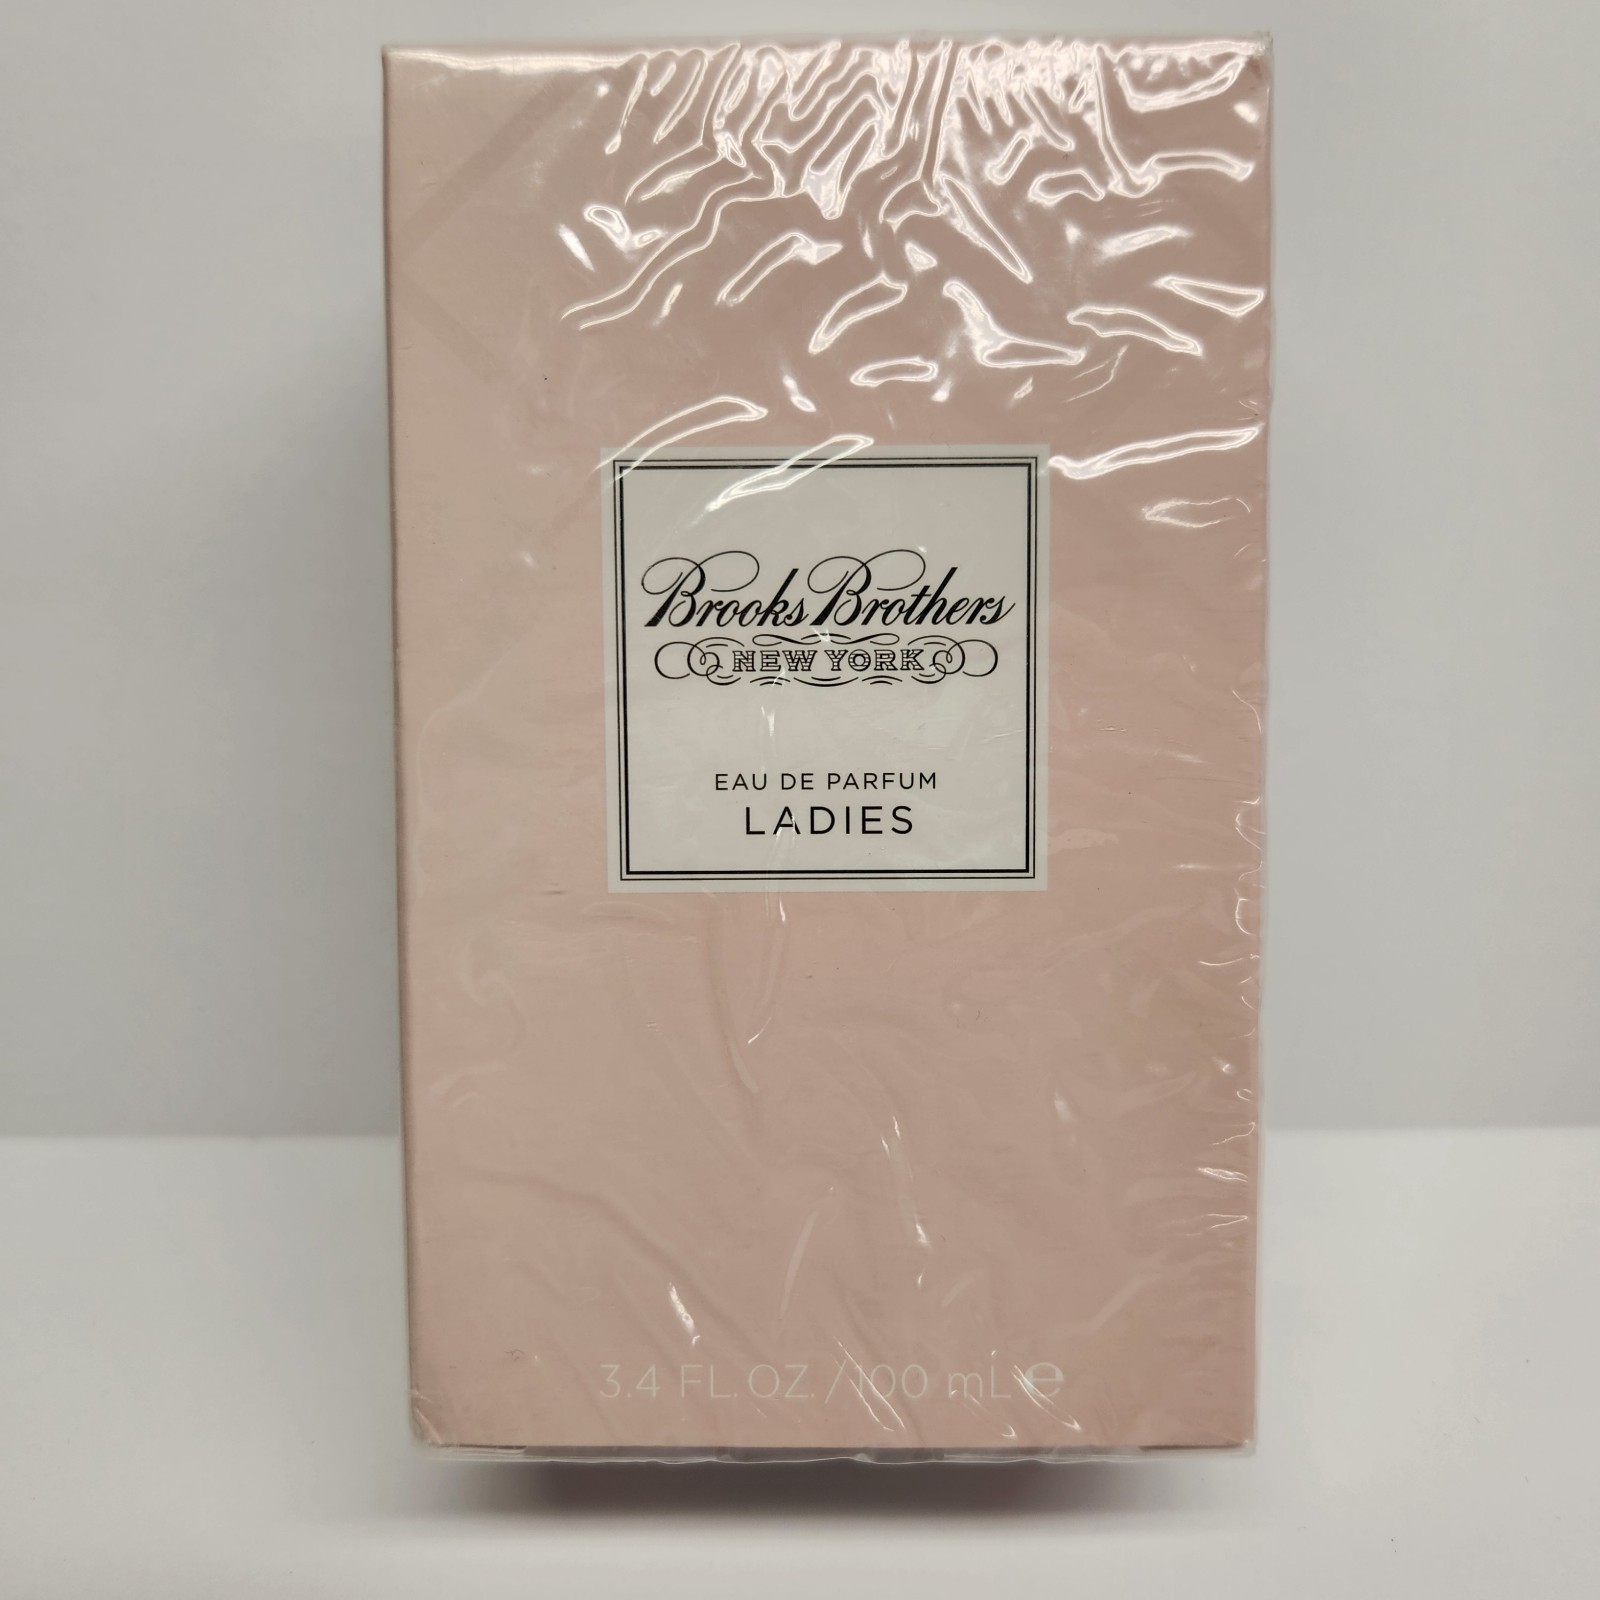 Brooks Brothers
NEW YORK
EAU DE PARFUM
LADIES
3.4 FL.OZ./100 mL ℮